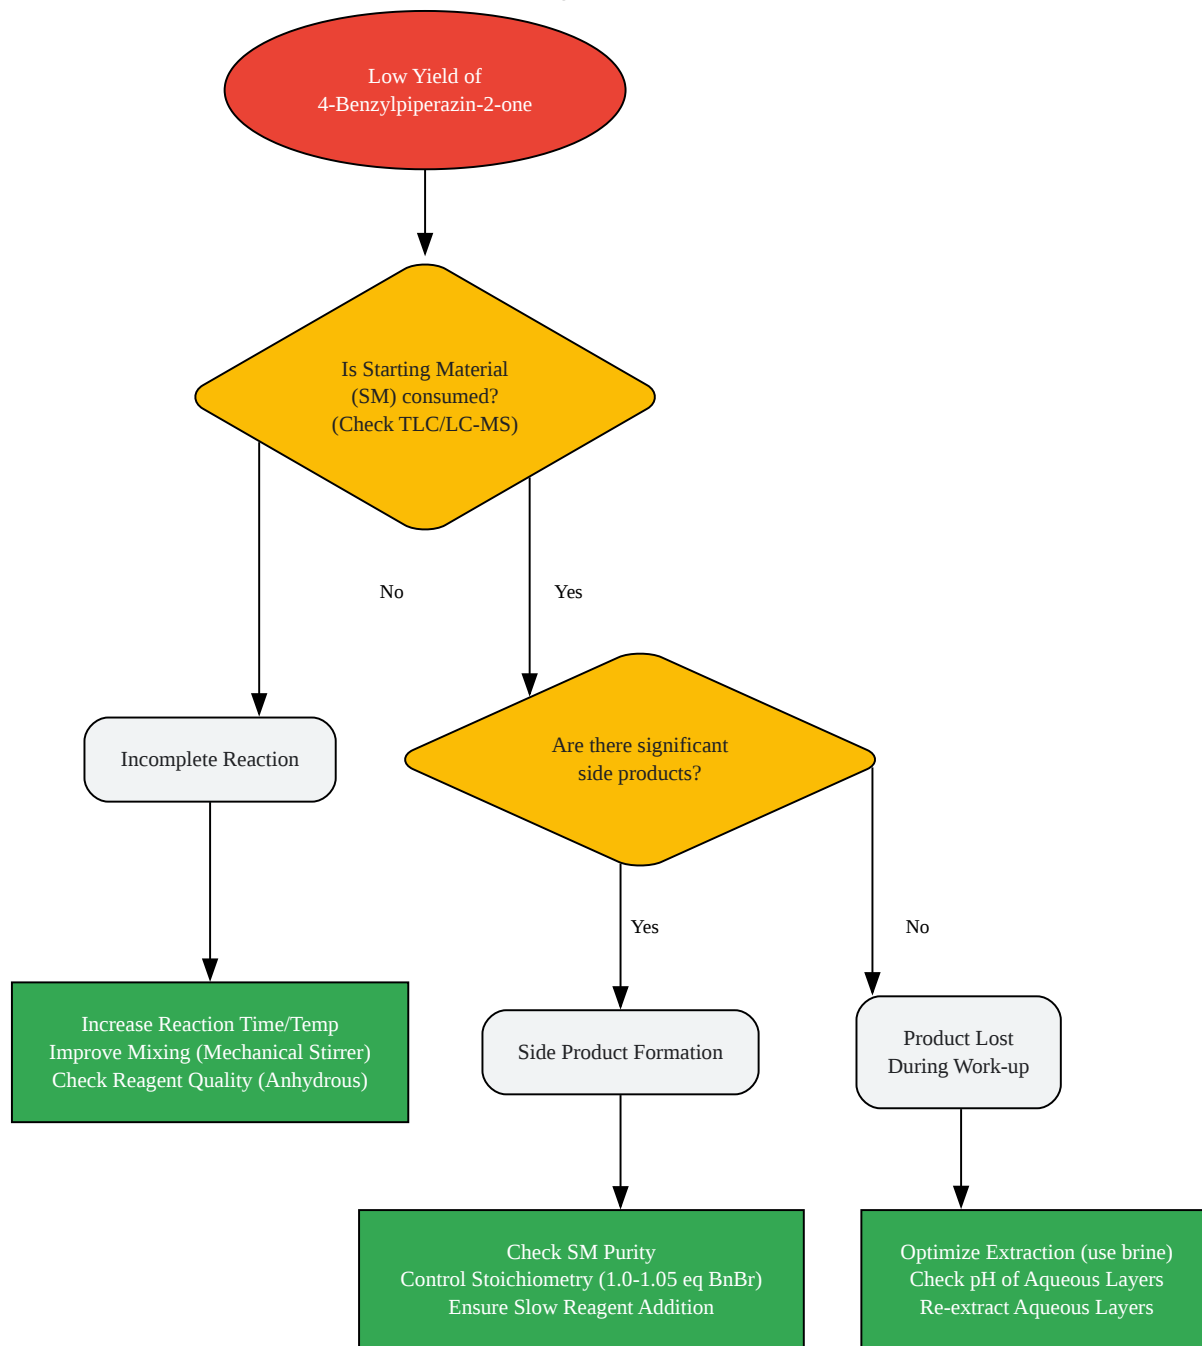 Low Yield of
4-Benzylpiperazin-2-one
Is Starting Material
(SM) consumed?
(Check TLC/LC-MS)
No
Yes
Incomplete Reaction
Are there significant
side products?
Yes
No
Increase Reaction Time/Temp
Improve Mixing (Mechanical Stirrer)
Check Reagent Quality (Anhydrous)
Side Product Formation
Product Lost
During Work-up
Check SM Purity
Control Stoichiometry (1.0-1.05 eq BnBr)
Ensure Slow Reagent Addition
Optimize Extraction (use brine)
Check pH of Aqueous Layers
Re-extract Aqueous Layers